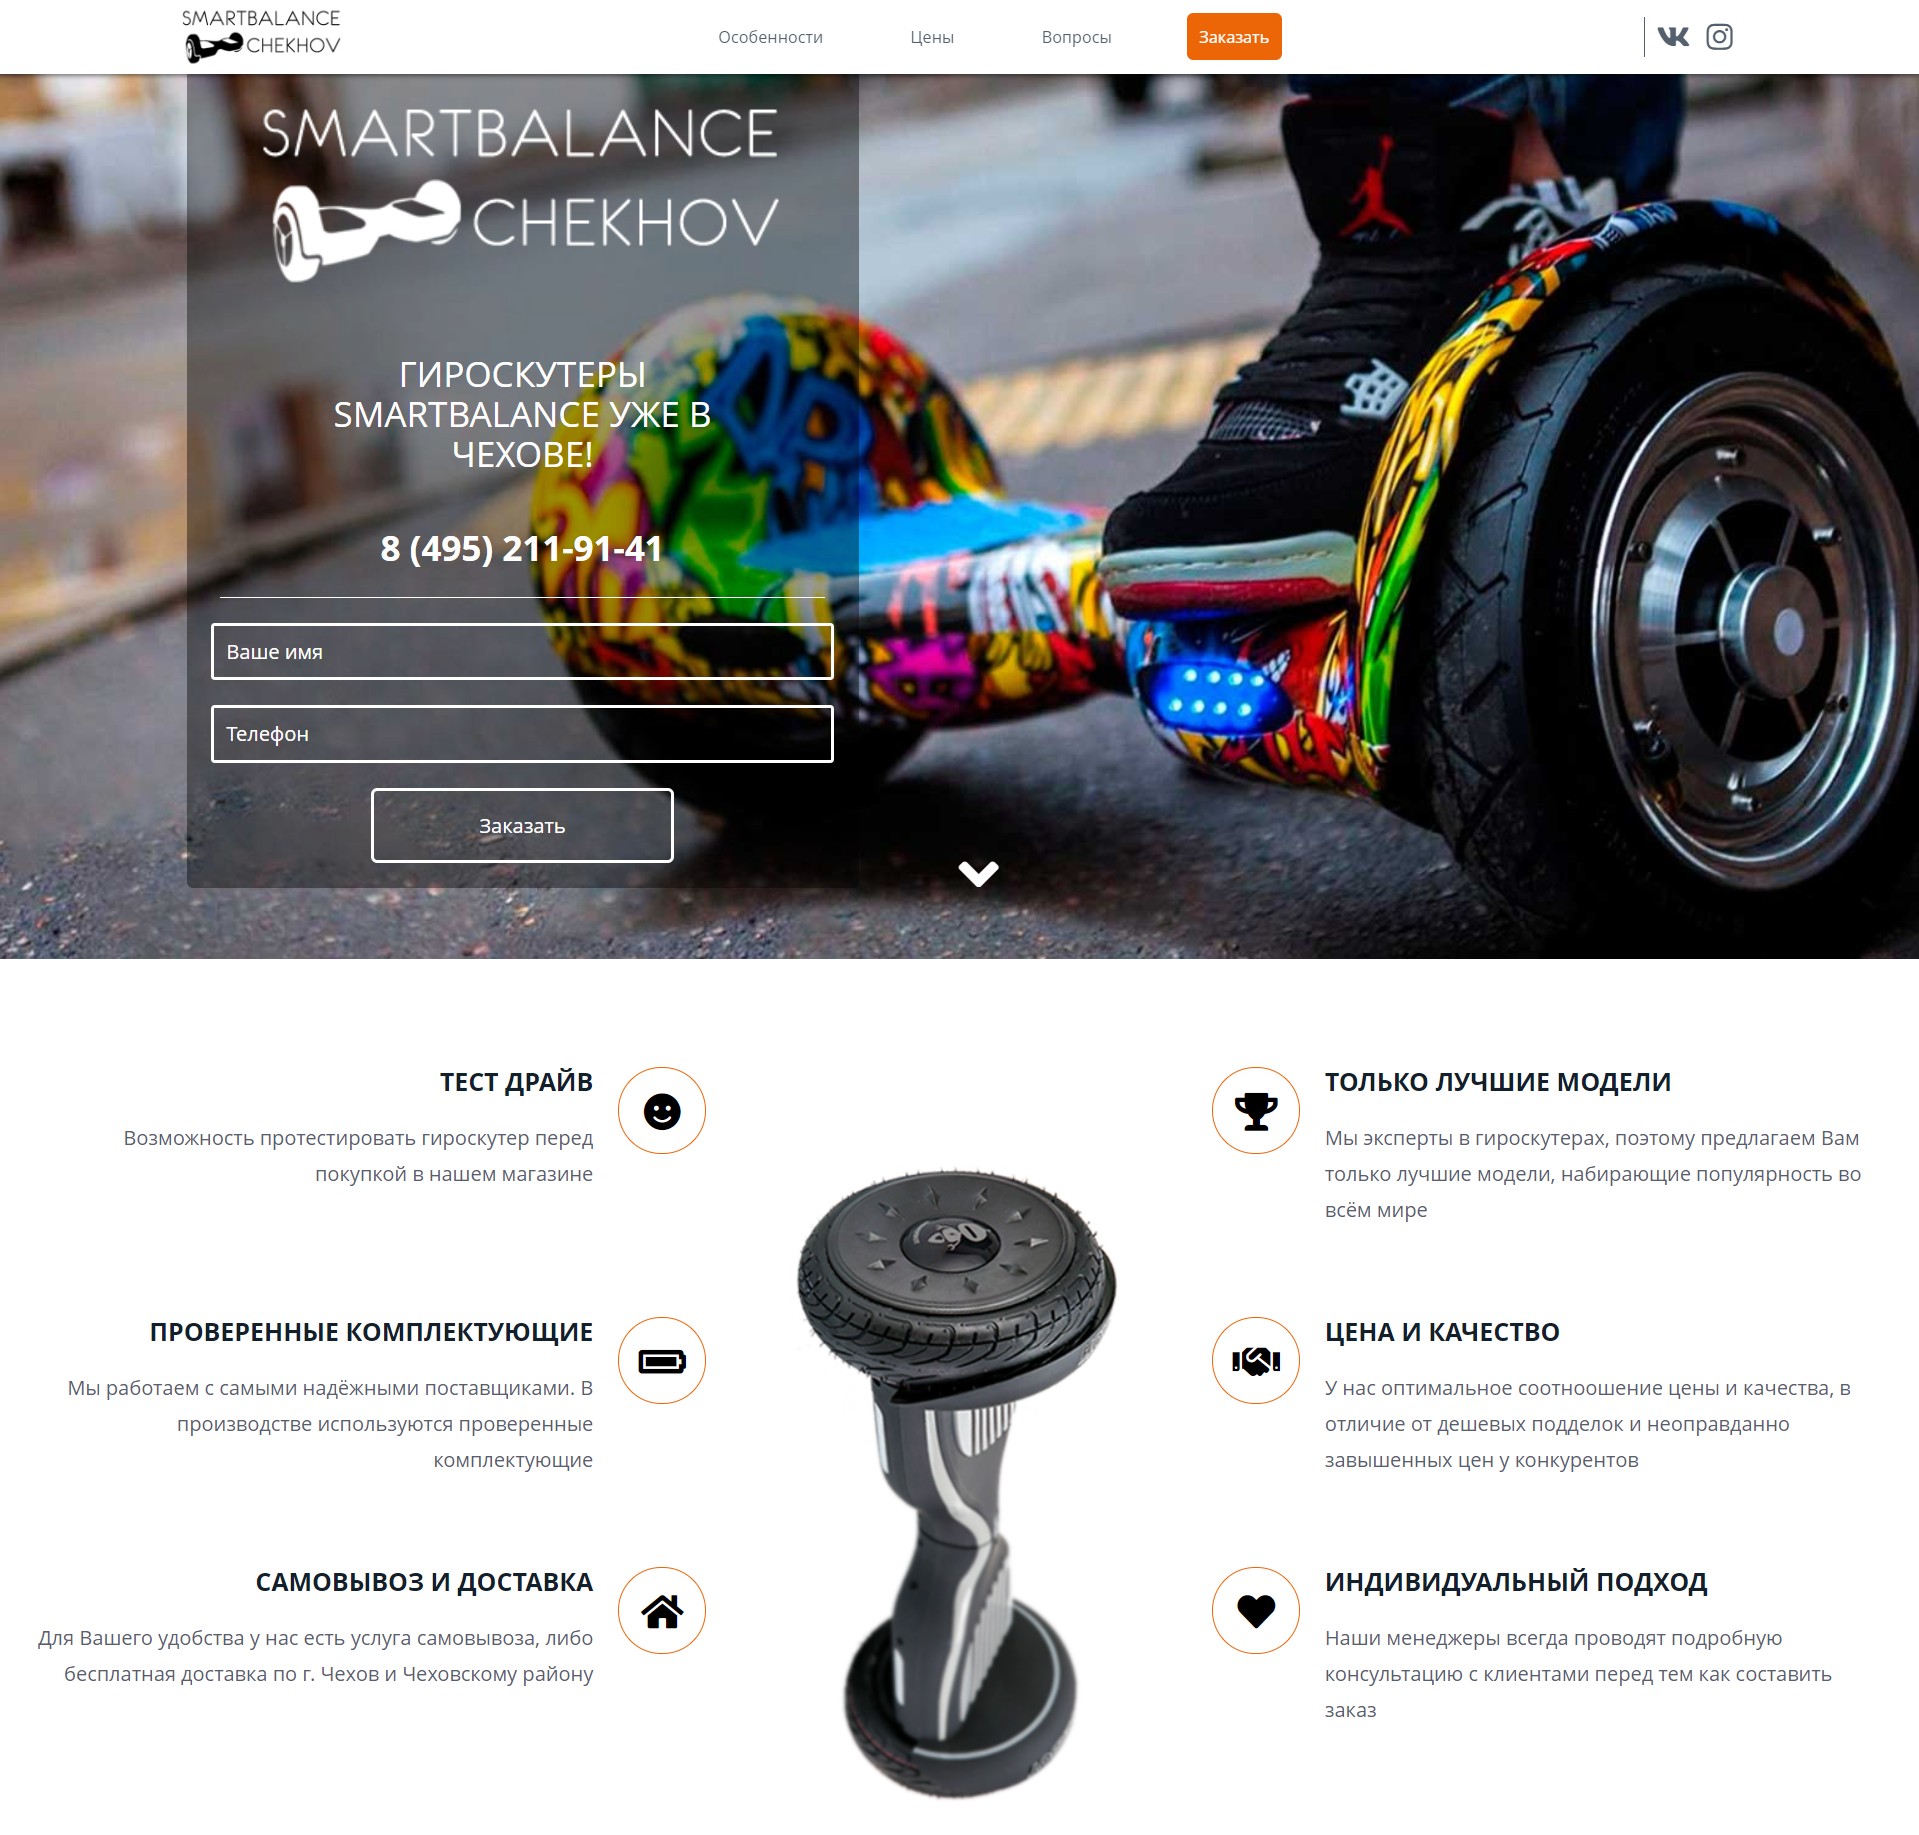 SMARTBALANCE
CHEKHOV
Особенности
Цены
Вопросы
Заказать
SMARTBALANCE
CHEKHOV
ГИРОСКУТЕРЫ
SMARTBALANCE УЖЕ В
ЧЕХОВЕ!
8 (495) 211-91-41
Ваше имя
Телефон
Заказать
ТЕСТ ДРАЙВ
Возможность протестировать гироскутер перед
покупкой в нашем магазине
ПРОВЕРЕННЫЕ КОМПЛЕКТУЮЩИЕ
Мы работаем с самыми надёжными поставщиками. В
производстве используются проверенные
комплектующие
САМОВЫВОЗ И ДОСТАВКА
Для Вашего удобства у нас есть услуга самовывоза, либо
бесплатная доставка по г. Чехов и Чеховскому району
ТОЛЬКО ЛУЧШИЕ МОДЕЛИ
Мы эксперты в гироскутерах, поэтому предлагаем Вам
только лучшие модели, набирающие популярность во
всём мире
ЦЕНА И КАЧЕСТВО
У нас оптимальное соотноошение цены и качества, в
отличие от дешевых подделок и неоправданно
завышенных цен у конкурентов
ИНДИВИДУАЛЬНЫЙ ПОДХОД
Наши менеджеры всегда проводят подробную
консультацию с клиентами перед тем как составить
заказ